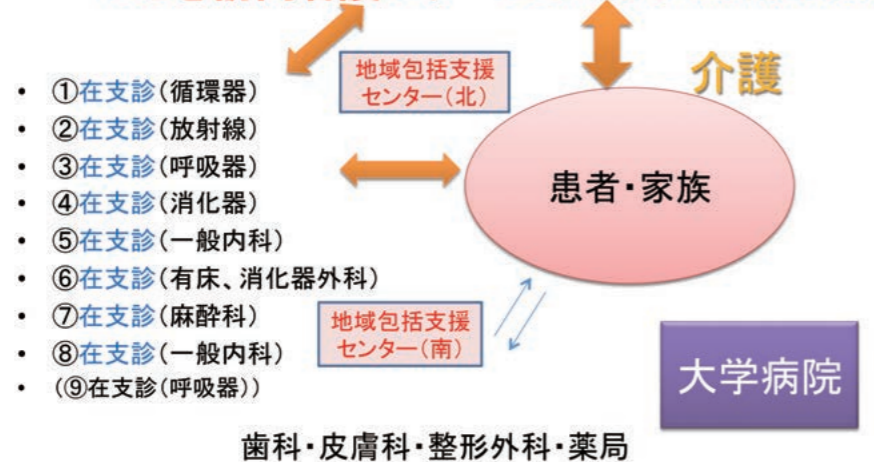 地域包括支援
センター(北)
介護
• ①在支診(循環器)
• ②在支診(放射線)
• ③在支診(呼吸器)
• ④在支診(消化器)
• ⑤在支診(一般内科)
• ⑥在支診(有床、消化器外科)
• ⑦在支診(麻酔科)
• ⑧在支診(一般内科)
• (⑨在支診(呼吸器))
患者・家族
地域包括支援
センター(南)
大学病院
歯科・皮膚科・整形外科・薬局